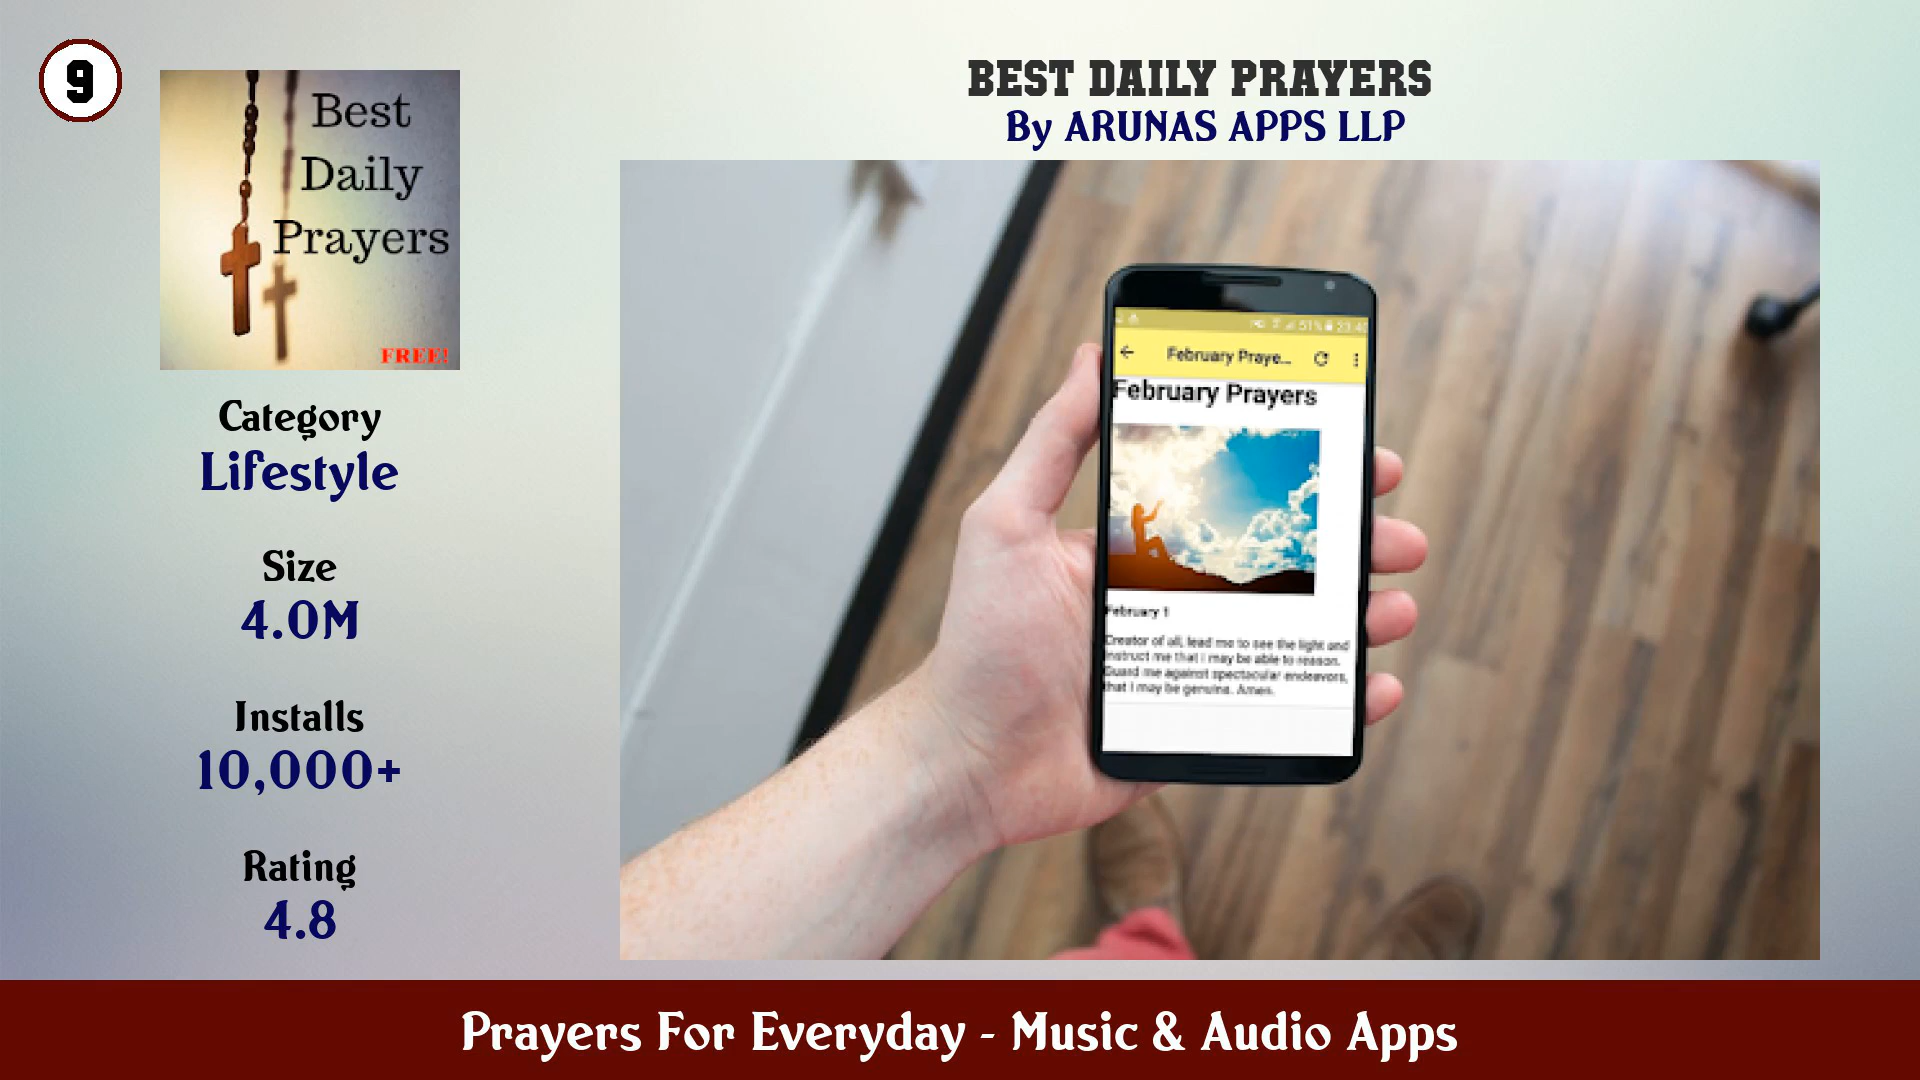 9
Best
Daily
Prayers
FREE!
Category
Lifestyle
Size
4.0M
Installs
10,000+
Rating
4.8
BEST DAILY PRAYERS
By ARUNAS APPS LLP
51% 23:40
February Praye...
February Prayers
February 1
Creator of all, lead me to see the light and
instruct me that I may be able to reason.
Guard me against spectacular endeavors,
that I may be genuine. Amen.
Prayers For Everyday - Music & Audio Apps